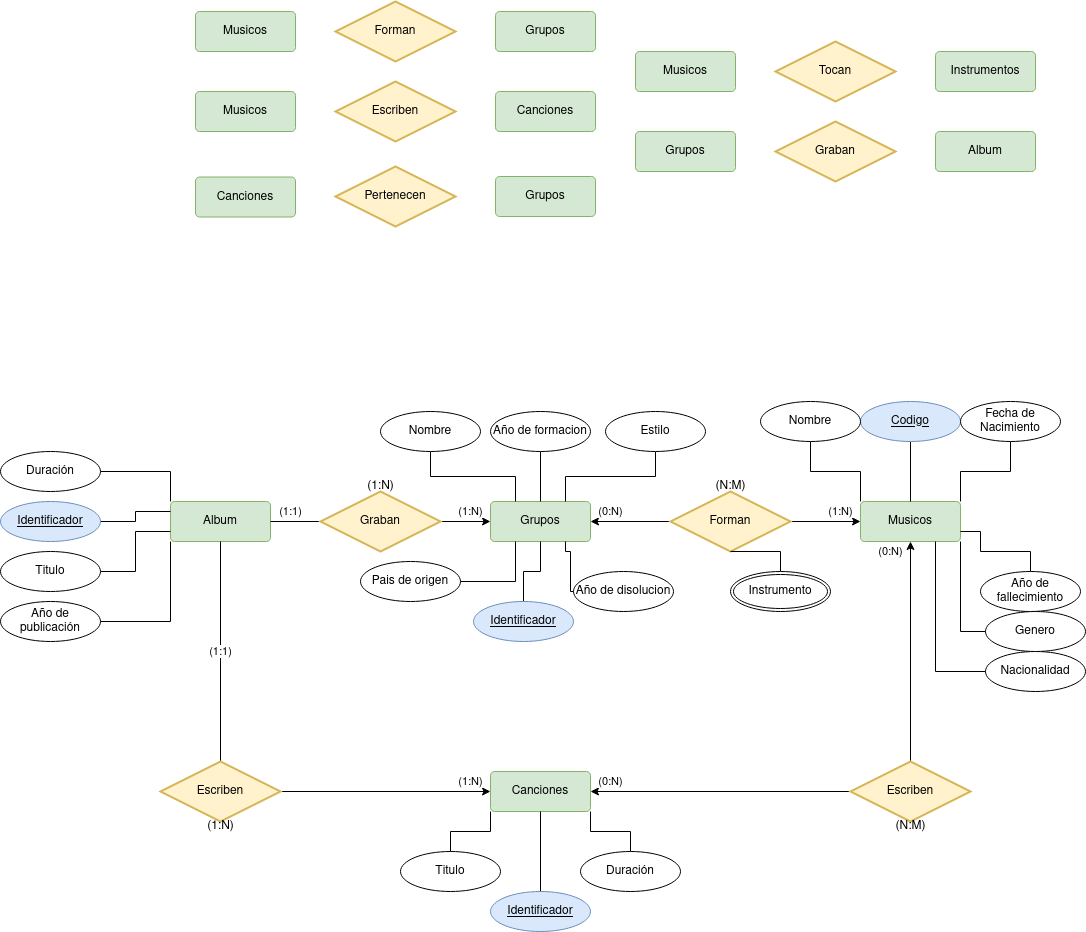 Musicos
Forman
Grupos
Musicos
Tocan
Instrumentos
Musicos
Escriben
Canciones
Grupos
Graban
Album
Canciones
Pertenecen
Grupos
Nombre
Codigo
Fecha de
Nacimiento
Nombre
Año de formacion
Estilo
Duración
(1:N)
(N:M)
Identificador
Album
(1:1)
Graban
(1:N)
Grupos
(0:N)
Forman
(1:N)
Musicos
(0:N)
Titulo
Pais de origen
Año de disolucion
Instrumento
Año de
fallecimiento
Año de
publicación
Identificador
Genero
(1:1)
Nacionalidad
Escriben
(1:N)
(1:N)
Canciones
(0:N)
Escriben
(N:M)
Titulo
Duración
Identificador